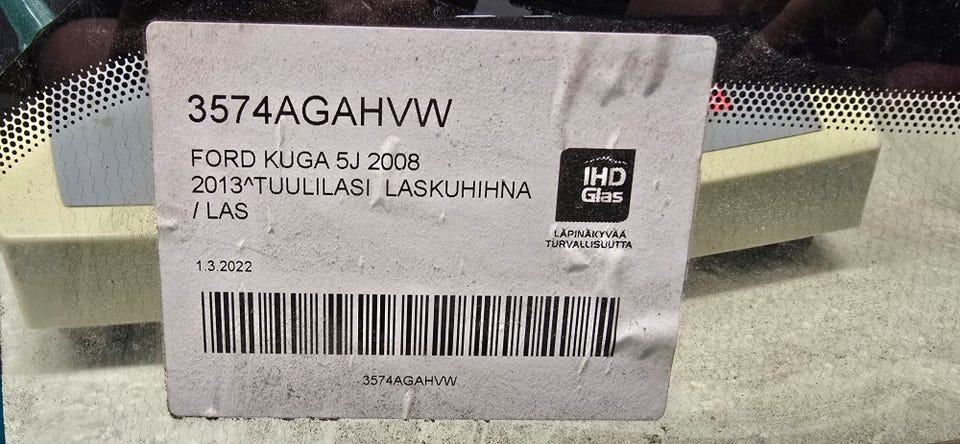 3574AGAHVW
FORD KUGA 5J 2008
2013^TUULILASI LASKUHIHNA
/ LAS
IHD
Glas
LÄPINÄKYVÄÄ
TURVALLISUUTTA
1.3.2022
3574AGAHVW